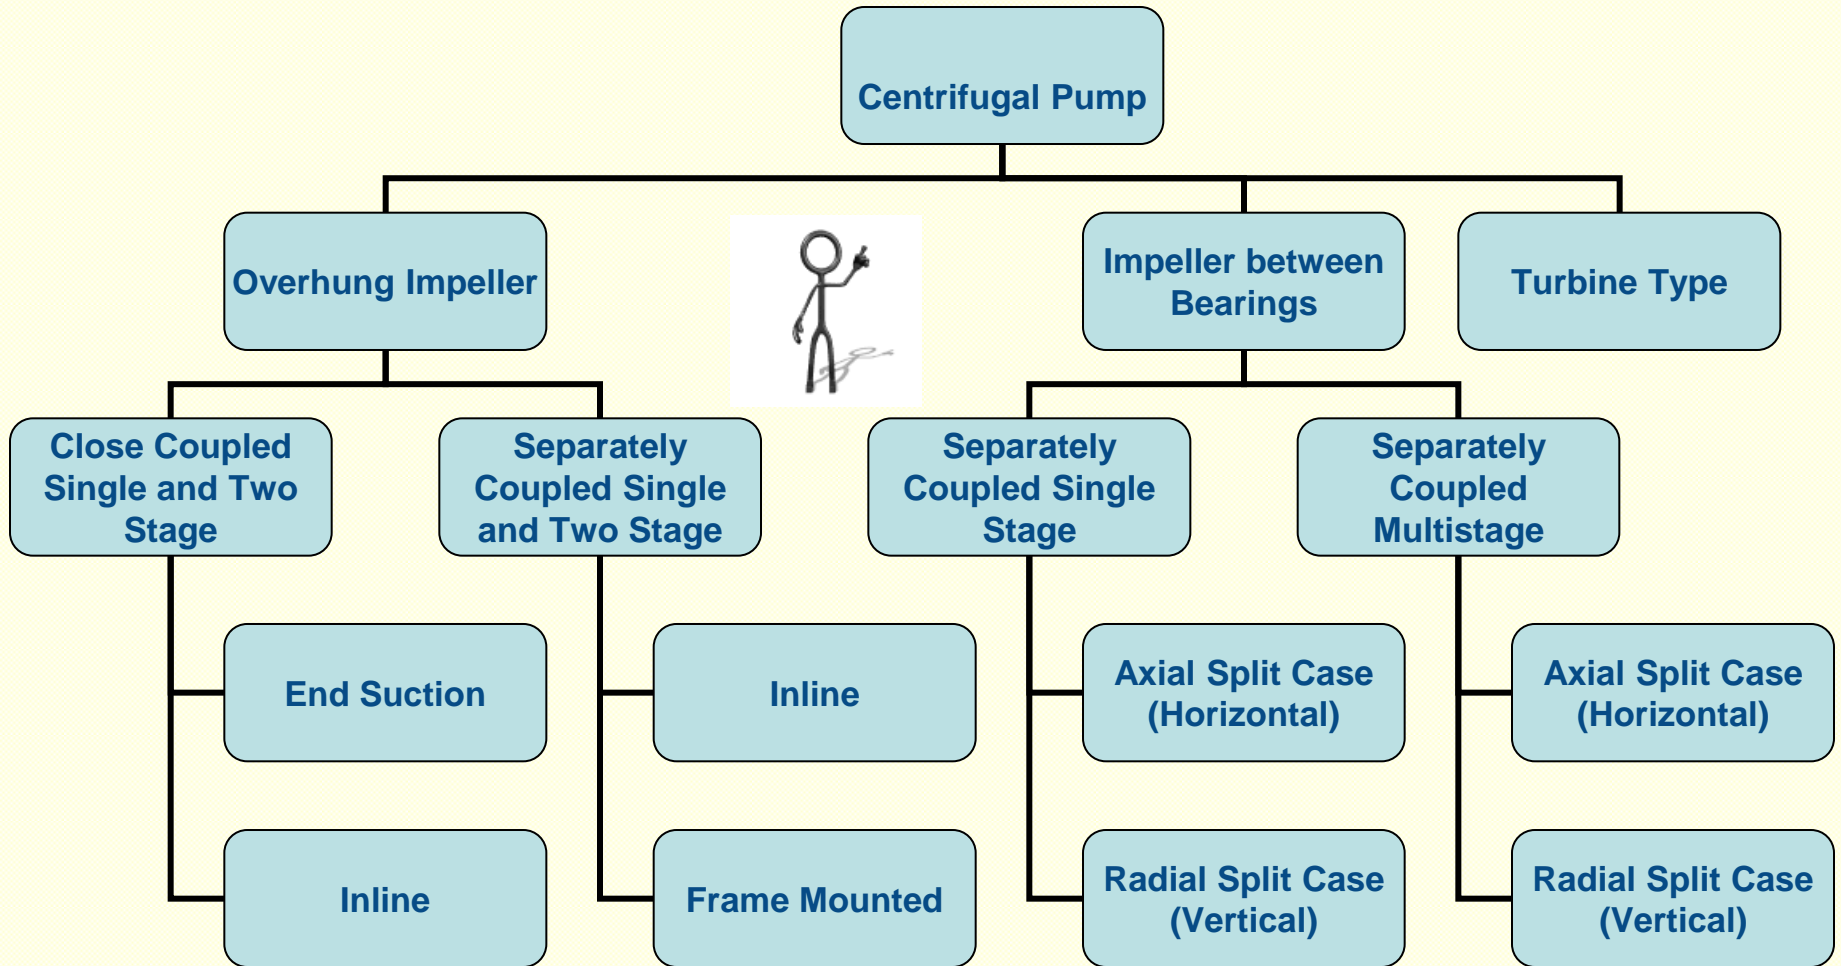 Centrifugal Pump
Overhung Impeller
Impeller between
Bearings
Turbine Type
Close Coupled
Single and Two
Stage
Separately
Coupled Single
and Two Stage
Separately
Coupled Single
Stage
Separately
Coupled
Multistage
End Suction
Inline
Axial Split Case
(Horizontal)
Axial Split Case
(Horizontal)
Inline
Frame Mounted
Radial Split Case
(Vertical)
Radial Split Case
(Vertical)